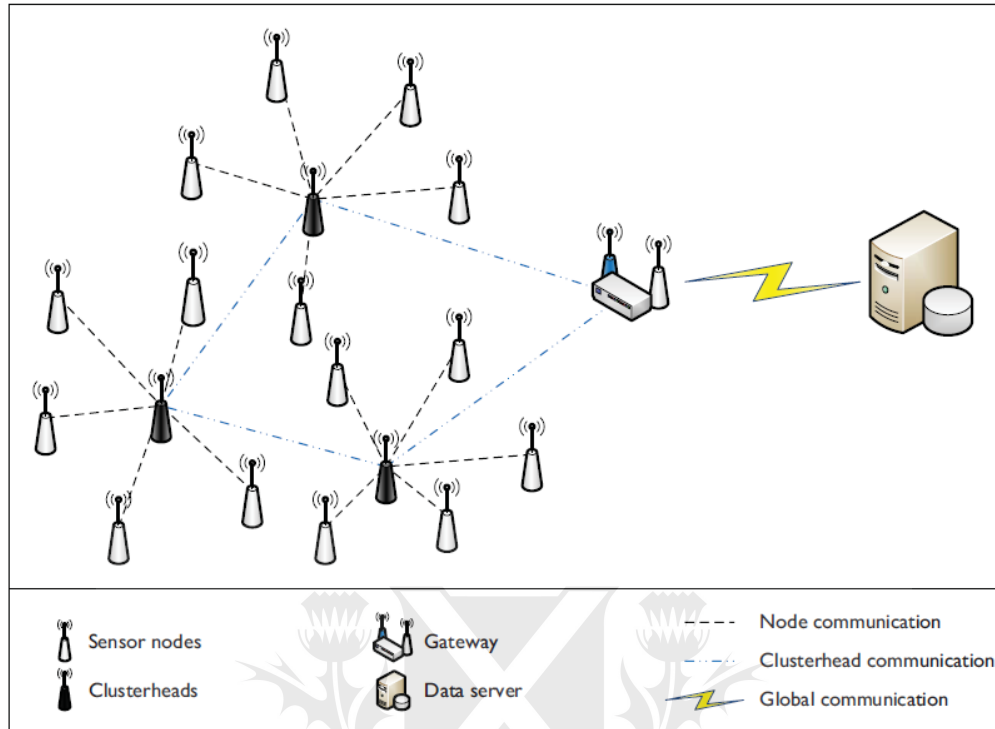 Sensor nodes
Gateway
Node communication
Clusterheads
Data server
Clusterhead communication
Global communication